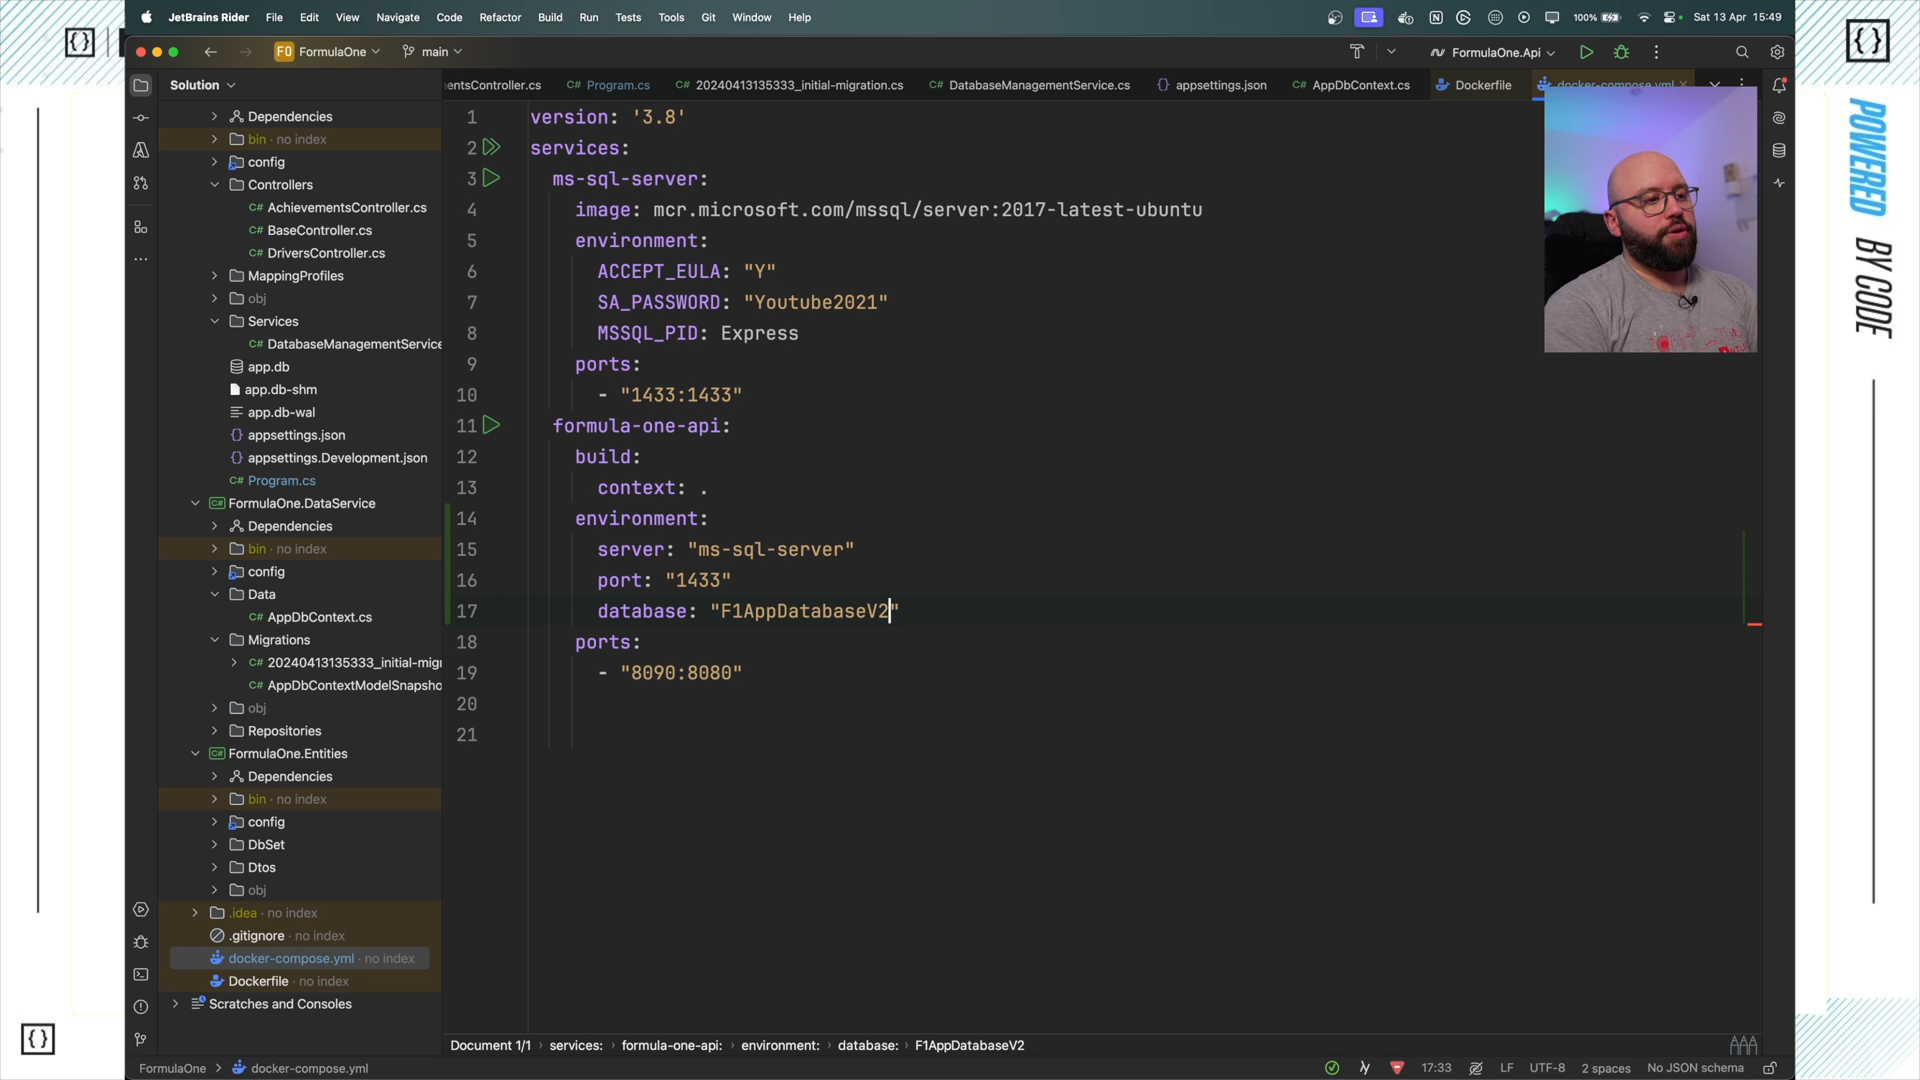 JetBrains Rider File Edit View Navigate Code Refactor Build Run Tests Tools Git Window Help 100% Sat 13 Apr 15:49
F0 FormulaOne main FormulaOne.Api
Solution
entsController.cs Program.cs 20240413135333_initial-migration.cs DatabaseManagementService.cs appsettings.json AppDbContext.cs Dockerfile docker-compose.yml
Dependencies
bin · no index
config
Controllers
C# AchievementsController.cs
C# BaseController.cs
C# DriversController.cs
MappingProfiles
obj
Services
C# DatabaseManagementService
app.db
app.db-shm
app.db-wal
appsettings.json
appsettings.Development.json
C# Program.cs
FormulaOne.DataService
Dependencies
bin · no index
config
Data
C# AppDbContext.cs
Migrations
C# 20240413135333_initial-migr
C# AppDbContextModelSnapsho
obj
Repositories
FormulaOne.Entities
Dependencies
bin · no index
config
DbSet
Dtos
obj
.idea · no index
.gitignore · no index
docker-compose.yml · no index
Dockerfile · no index
Scratches and Consoles
1 version: '3.8'
2 services:
3 ms-sql-server:
4 image: mcr.microsoft.com/mssql/server:2017-latest-ubuntu
5 environment:
6 ACCEPT_EULA: "Y"
7 SA_PASSWORD: "Youtube2021"
8 MSSQL_PID: Express
9 ports:
10 - "1433:1433"
11 formula-one-api:
12 build:
13 context: .
14 environment:
15 server: "ms-sql-server"
16 port: "1433"
17 database: "F1AppDatabaseV2"
18 ports:
19 - "8090:8080"
20
21
Document 1/1 › services: › formula-one-api: › environment: › database: › F1AppDatabaseV2
FormulaOne › docker-compose.yml 17:33 LF UTF-8 2 spaces No JSON schema
POWERED BY CODE